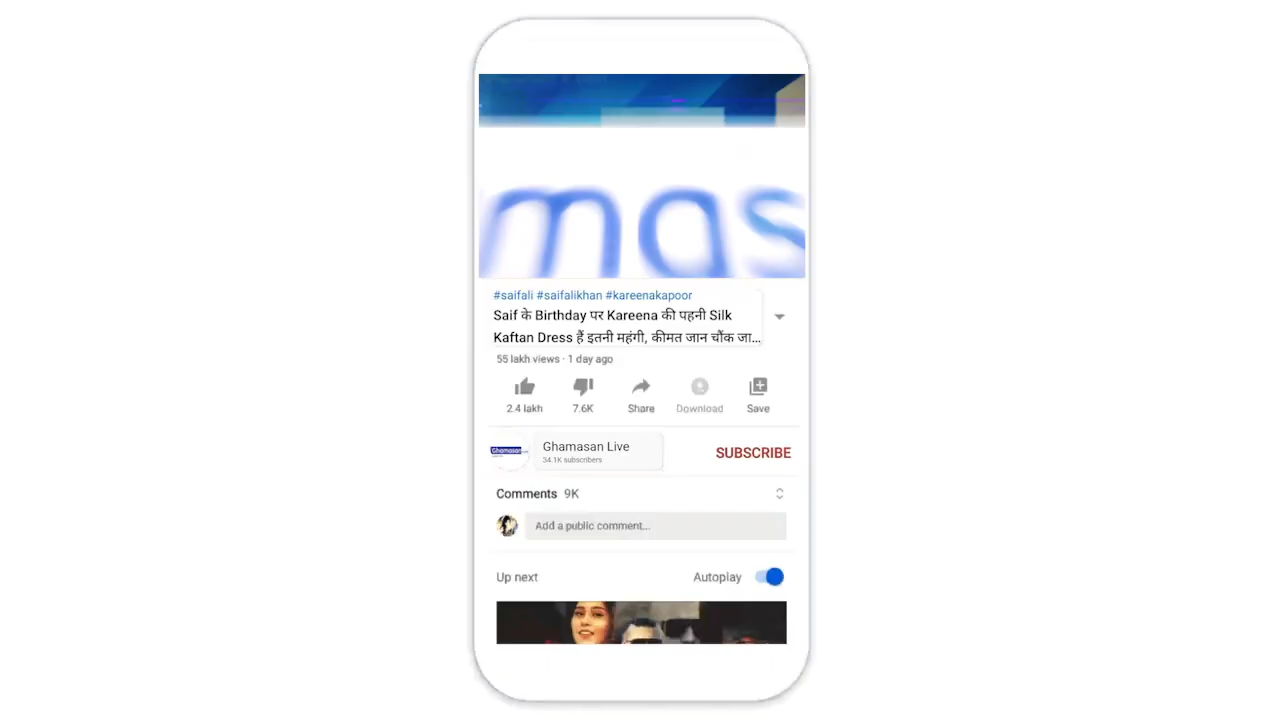 mas
#saifali #saifalikhan #kareenakapoor
Saif के Birthday पर Kareena की पहनी Silk
Kaftan Dress हैं इतनी महंगी, कीमत जान चौंक जा...
55 lakh views · 1 day ago
2.4 lakh 7.6K Share Download Save
Ghamasan
Ghamasan Live
34.1K subscribers
SUBSCRIBE
Comments 9K
Add a public comment...
Up next Autoplay